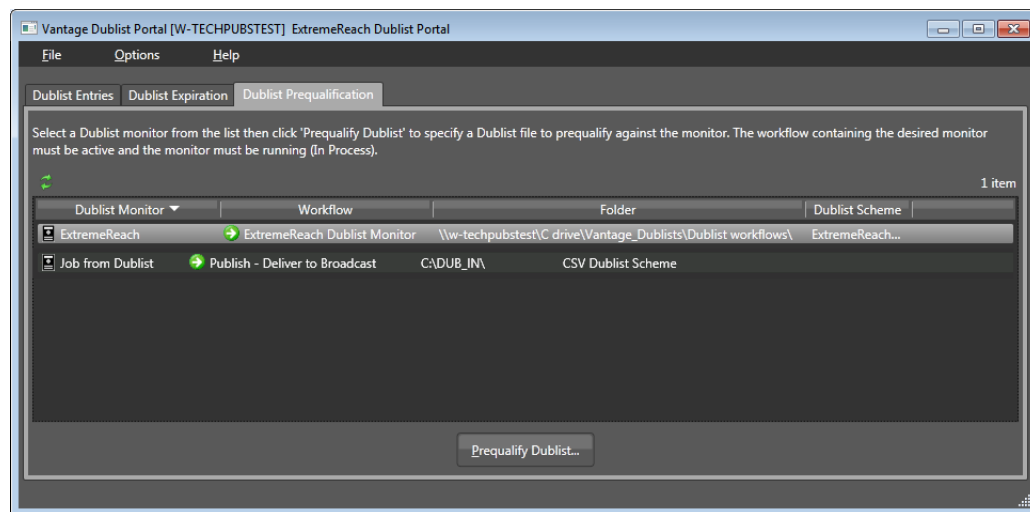 Vantage Dublist Portal [W-TECHPUBSTEST]  ExtremeReach Dublist Portal
File Options Help
Dublist Entries Dublist Expiration Dublist Prequalification
Select a Dublist monitor from the list then click 'Prequalify Dublist' to specify a Dublist file to prequalify against the monitor. The workflow containing the desired monitor
must be active and the monitor must be running (In Process).
1 item
Dublist Monitor Workflow Folder Dublist Scheme
ExtremeReach ExtremeReach Dublist Monitor \\w-techpubstest\C drive\Vantage_Dublists\Dublist workflows\ ExtremeReach...
Job from Dublist Publish - Deliver to Broadcast C:\DUB_IN\ CSV Dublist Scheme
Prequalify Dublist...